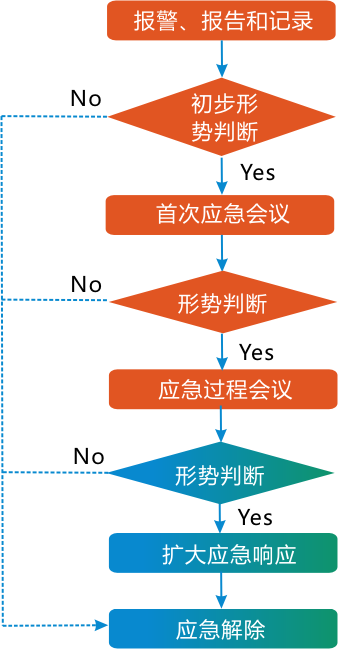 报警、报告和记录
No
初步形
势判断
Yes
首次应急会议
No
形势判断
Yes
应急过程会议
No
形势判断
Yes
扩大应急响应
应急解除